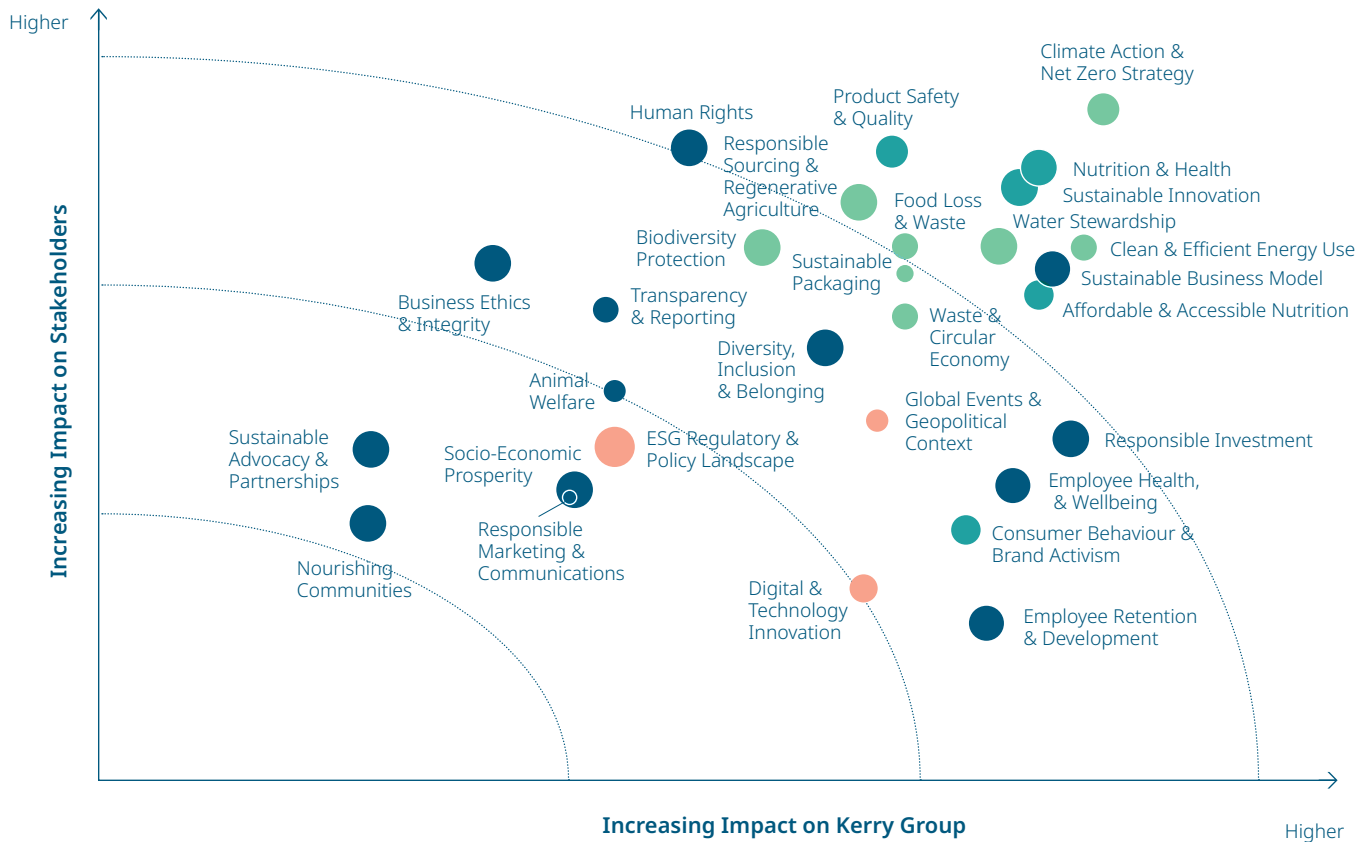 Higher
Climate Action &
Net Zero Strategy
Product Safety
& Quality
Human Rights
Responsible
Sourcing &
Regenerative
Agriculture
Nutrition & Health
Sustainable Innovation
Food Loss
& Waste
Water Stewardship
Biodiversity
Protection
Clean & Efficient Energy Use
Sustainable
Packaging
Sustainable Business Model
Affordable & Accessible Nutrition
Business Ethics
& Integrity
Transparency
& Reporting
Waste &
Circular
Economy
Diversity,
Inclusion
& Belonging
Animal
Welfare
Global Events &
Geopolitical
Context
Sustainable
Advocacy &
Partnerships
Socio-Economic
Prosperity
ESG Regulatory &
Policy Landscape
Responsible Investment
Employee Health,
& Wellbeing
Responsible
Marketing &
Communications
Consumer Behaviour &
Brand Activism
Nourishing
Communities
Digital &
Technology
Innovation
Employee Retention
& Development
Increasing Impact on Stakeholders
Increasing Impact on Kerry Group
Higher